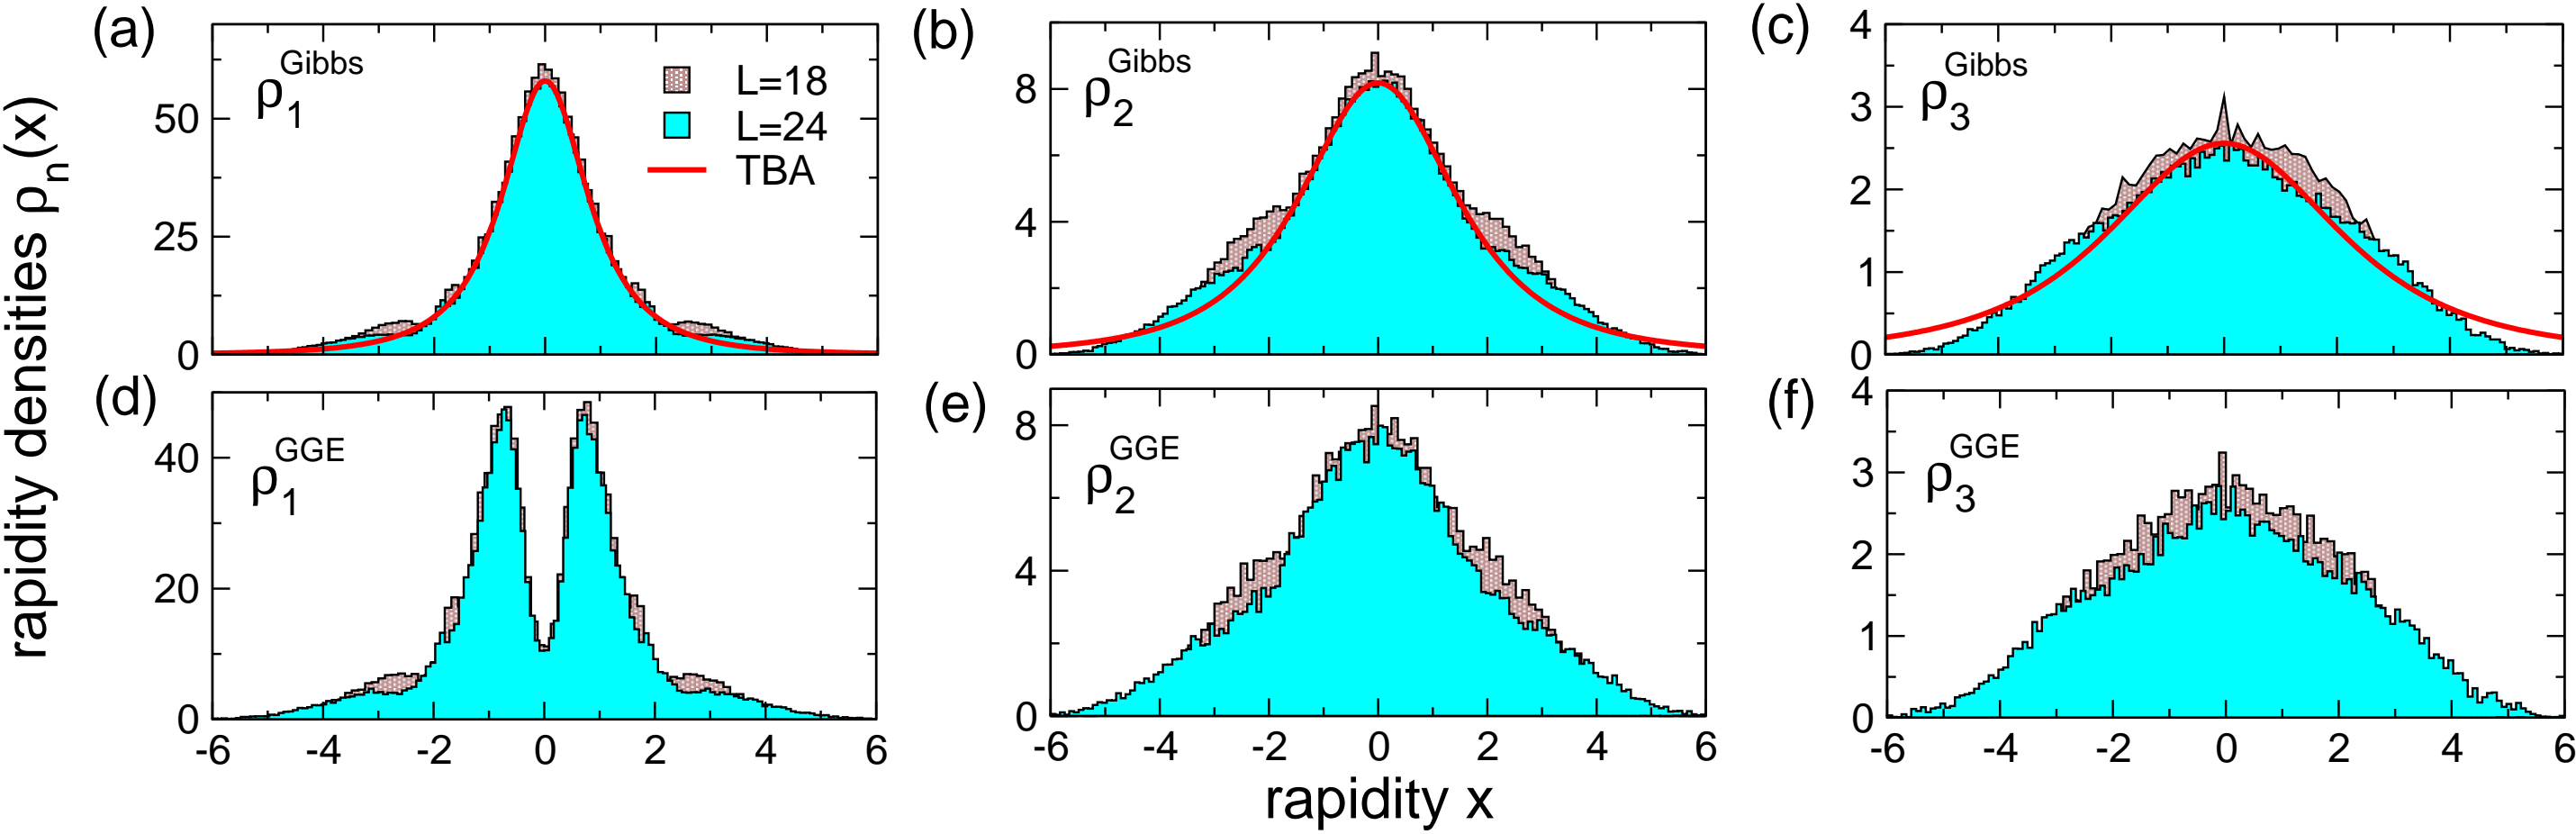 rapidity densities ρn(x)
(a)
ρ1Gibbs
L=18
L=24
TBA
50
25
0
(b)
ρ2Gibbs
8
4
0
(c)
ρ3Gibbs
4
3
2
1
0
(d)
ρ1GGE
40
20
0
-6 -4 -2 0 2 4 6
(e)
ρ2GGE
8
4
0
-6 -4 -2 0 2 4 6
(f)
ρ3GGE
4
3
2
1
0
-6 -4 -2 0 2 4 6
rapidity x